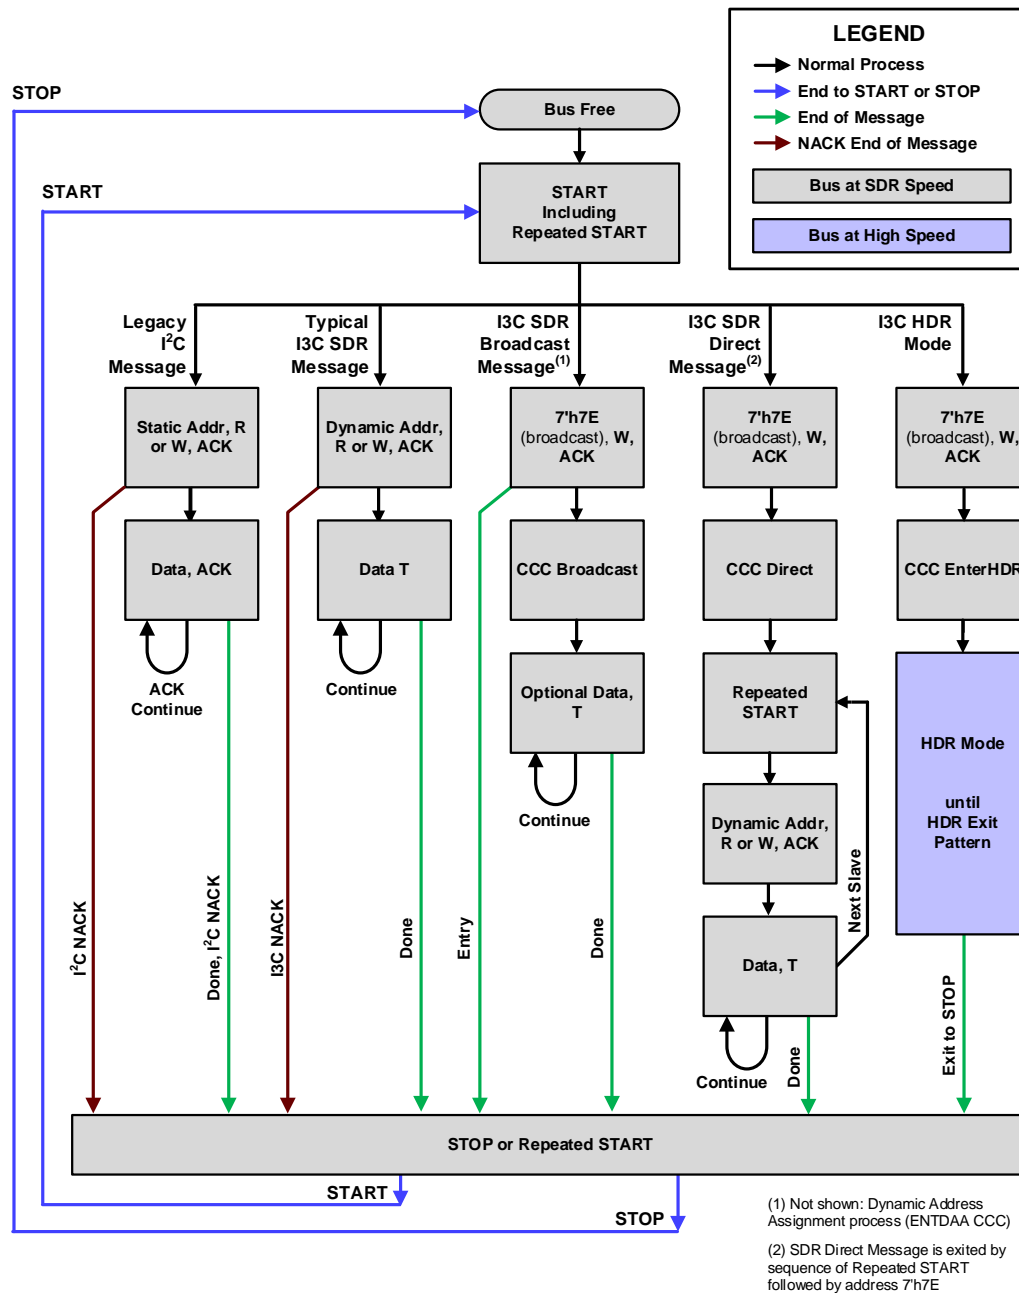 LEGEND
Normal Process
End to START or STOP
End of Message
NACK End of Message
Bus at SDR Speed
Bus at High Speed
STOP
Bus Free
START
START
Including
Repeated START
Legacy
I²C
Message
Typical
I3C SDR
Message
I3C SDR
Broadcast
Message(1)
I3C SDR
Direct
Message(2)
I3C HDR
Mode
Static Addr, R
or W, ACK
Dynamic Addr,
R or W, ACK
7'h7E
(broadcast), W,
ACK
7'h7E
(broadcast), W,
ACK
7'h7E
(broadcast), W,
ACK
Data, ACK
Data T
CCC Broadcast
CCC Direct
CCC EnterHDR
ACK
Continue
Continue
Optional Data,
T
Continue
Repeated
START
Dynamic Addr,
R or W, ACK
Next Slave
Data, T
Continue
HDR Mode
until
HDR Exit
Pattern
I²C NACK
Done, I²C NACK
I3C NACK
Done
Entry
Done
Done
Exit to STOP
STOP or Repeated START
START
STOP
(1) Not shown: Dynamic Address
Assignment process (ENTDAA CCC)
(2) SDR Direct Message is exited by
sequence of Repeated START
followed by address 7'h7E